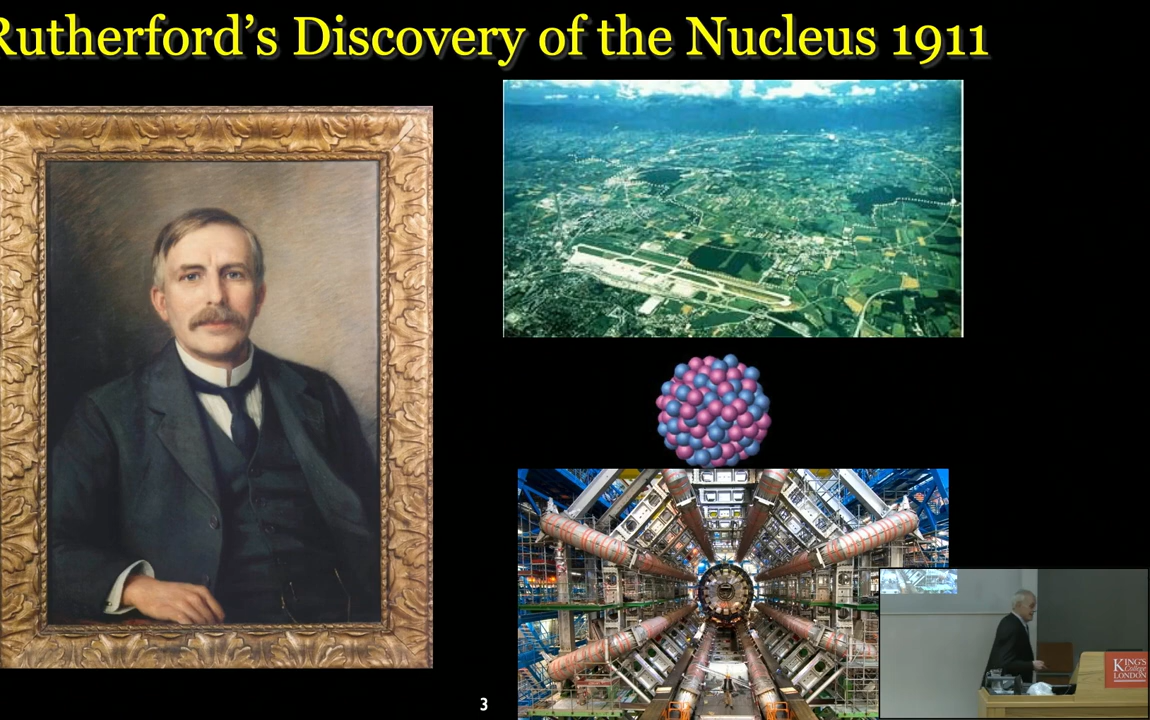 Rutherford's Discovery of the Nucleus 1911
3
KING'S
College
LONDON